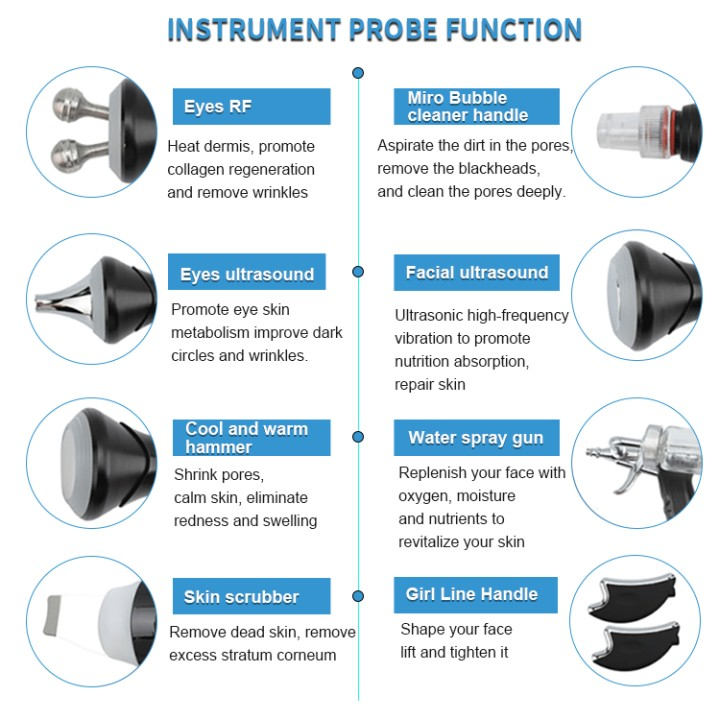 INSTRUMENT PROBE FUNCTION
Eyes RF
Heat dermis, promote
collagen regeneration
and remove wrinkles
Miro Bubble
cleaner handle
Aspirate the dirt in the pores,
remove the blackheads,
and clean the pores deeply.
Eyes ultrasound
Promote eye skin
metabolism improve dark
circles and wrinkles.
Facial ultrasound
Ultrasonic high-frequency
vibration to promote
nutrition absorption,
repair skin
Cool and warm
hammer
Shrink pores,
calm skin, eliminate
redness and swelling
Water spray gun
Replenish your face with
oxygen, moisture
and nutrients to
revitalize your skin
Skin scrubber
Remove dead skin, remove
excess stratum corneum
Girl Line Handle
Shape your face
lift and tighten it